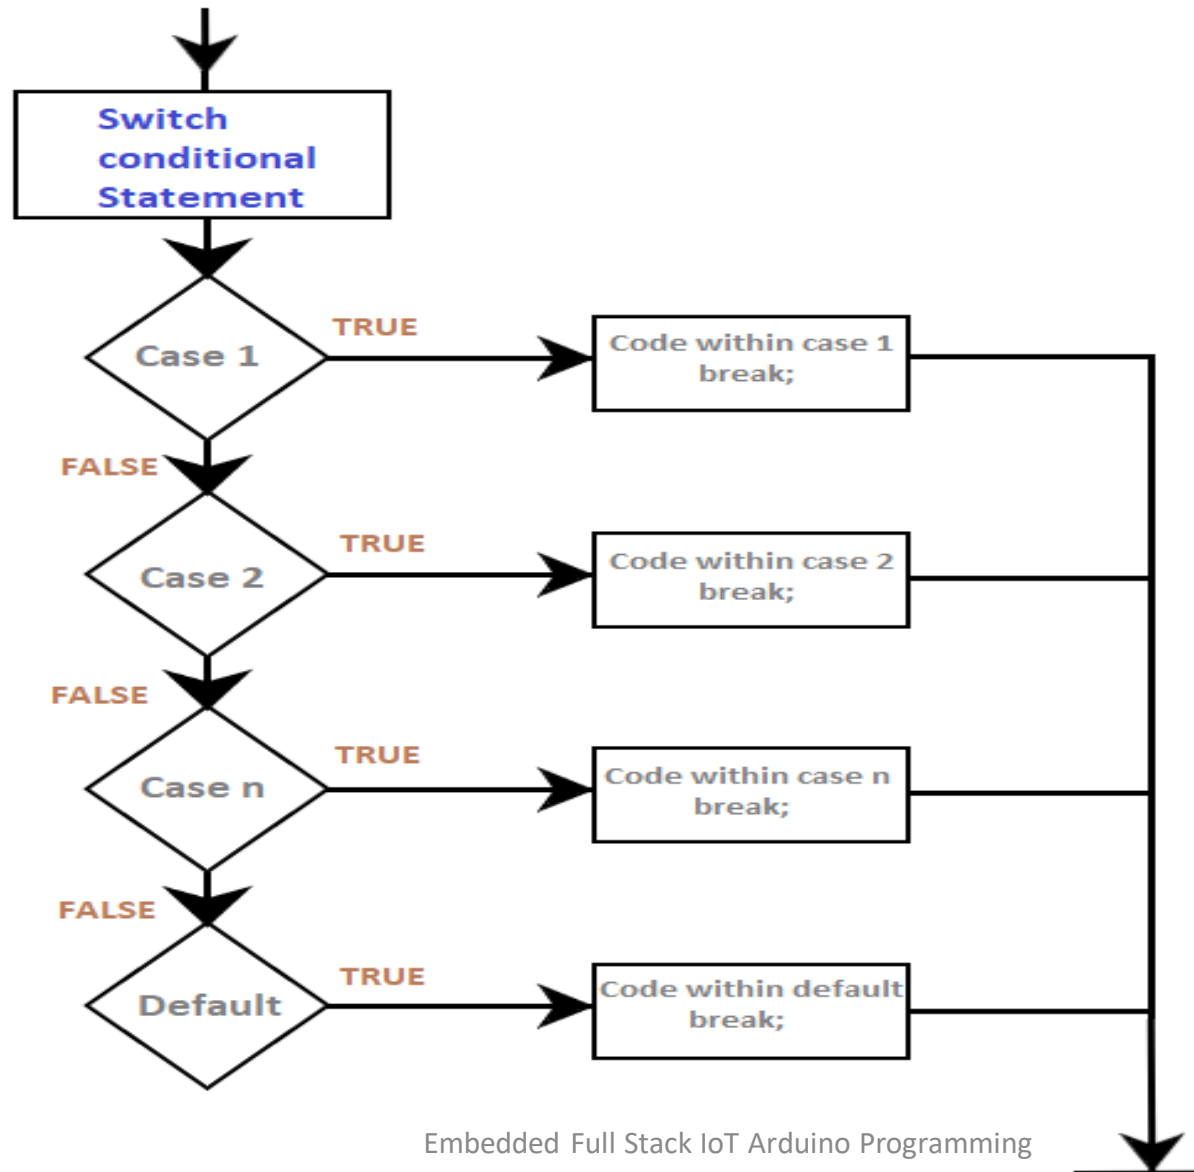 Switch
conditional
Statement
TRUE
Case 1
Code within case 1
break;
FALSE
TRUE
Case 2
Code within case 2
break;
FALSE
TRUE
Case n
Code within case n
break;
FALSE
TRUE
Default
Code within default
break;
Embedded Full Stack IoT Arduino Programming